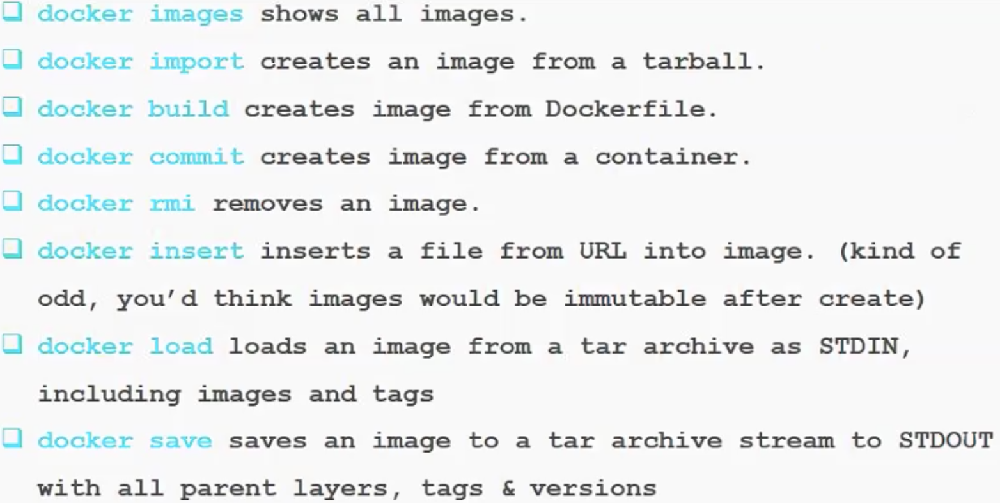 ❑ docker images shows all images.
❑ docker import creates an image from a tarball.
❑ docker build creates image from Dockerfile.
❑ docker commit creates image from a container.
❑ docker rmi removes an image.
❑ docker insert inserts a file from URL into image. (kind of
odd, you’d think images would be immutable after create)
❑ docker load loads an image from a tar archive as STDIN,
including images and tags
❑ docker save saves an image to a tar archive stream to STDOUT
with all parent layers, tags & versions